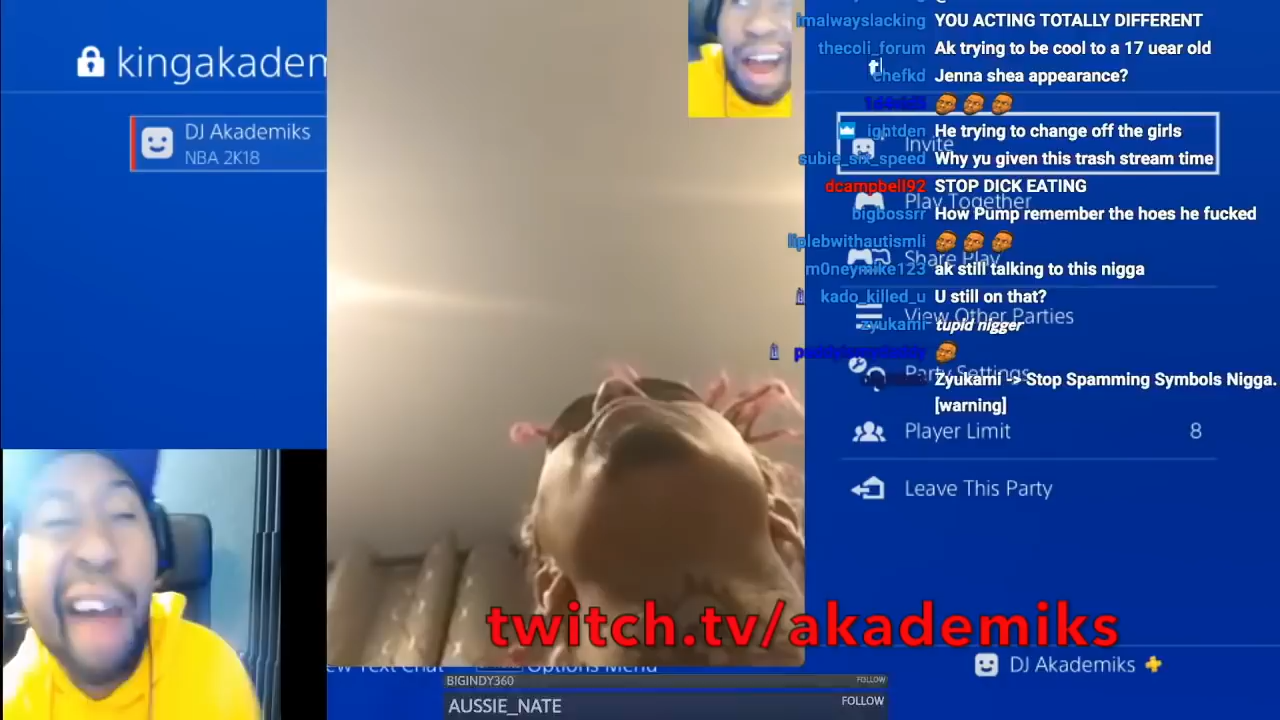 kingakadem
DJ Akademiks
NBA 2K18
imalwayslacking YOU ACTING TOTALLY DIFFERENT
thecoli_forum Ak trying to be cool to a 17 uear old
chefkd Jenna shea appearance?
ightden He trying to change off the girls
Invite
subie_six_speed Why yu given this trash stream time
dcampbell92 STOP DICK EATING
Play Together
bigbossrr How Pump remember the hoes he fucked
liplebwithautismli
Share Play
m0neymike123 ak still talking to this nigga
kado_killed_u U still on that?
View Other Parties
zyukami tupid nigger
Party Settings
Zyukami -> Stop Spamming Symbols Nigga.
[warning]
Player Limit 8
Leave This Party
twitch.tv/akademiks
Text Chat
Options Menu
DJ Akademiks
BIGINDY360 FOLLOW
AUSSIE_NATE FOLLOW